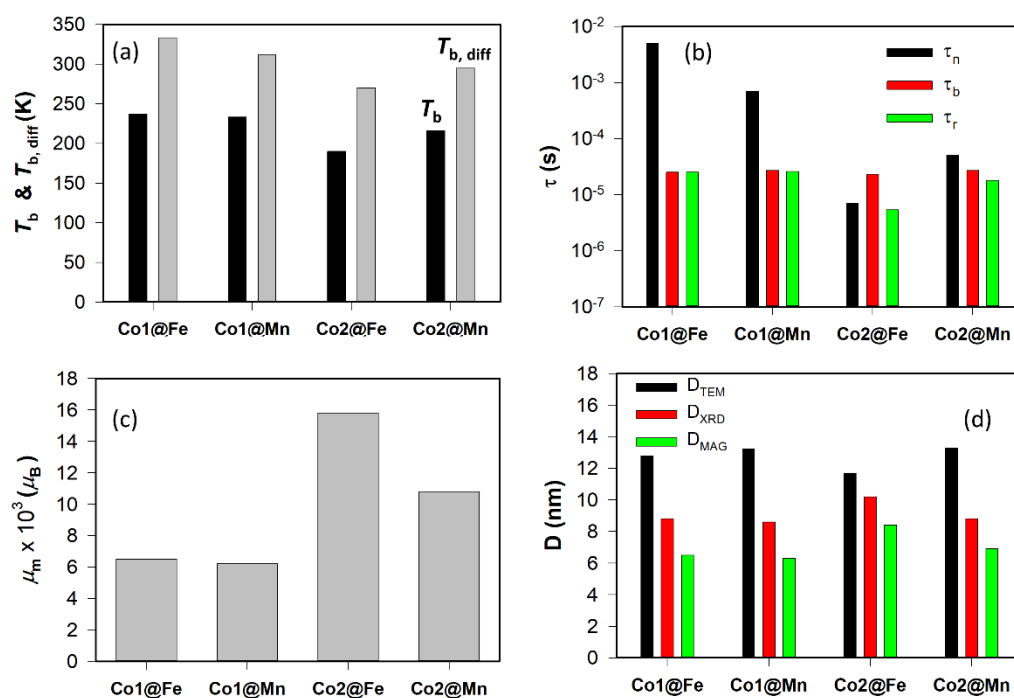 (a)
T_b & T_b, diff (K)
350
300
250
200
150
100
50
0
T_b, diff
T_b
Co1@Fe Co1@Mn Co2@Fe Co2@Mn
(b)
τ (s)
10^-2
10^-3
10^-4
10^-5
10^-6
10^-7
τ_n
τ_b
τ_r
Co1@Fe Co1@Mn Co2@Fe Co2@Mn
(c)
μ_m x 10^3 (μ_B)
18
16
14
12
10
8
6
4
2
0
Co1@Fe Co1@Mn Co2@Fe Co2@Mn
(d)
D (nm)
18
16
14
12
10
8
6
4
2
0
D_TEM
D_XRD
D_MAG
Co1@Fe Co1@Mn Co2@Fe Co2@Mn